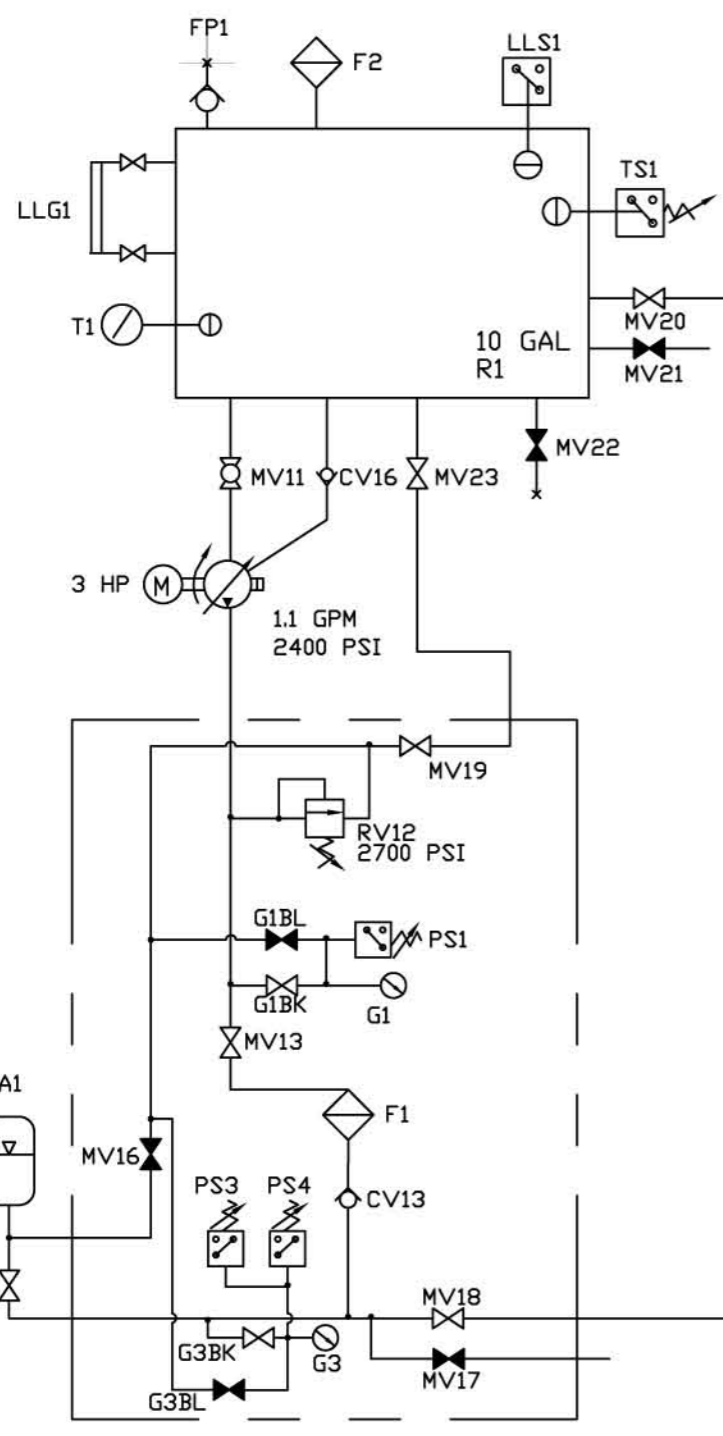 FP1
F2
LLS1
TS1
LLG1
T1
MV20
10 GAL
R1
MV21
MV22
MV11
CV16
MV23
3 HP
M
1.1 GPM
2400 PSI
MV19
RV12
2700 PSI
G1BL
PS1
G1BK
G1
MV13
A1
F1
MV16
PS3
PS4
CV13
MV18
G3BK
G3
MV17
G3BL